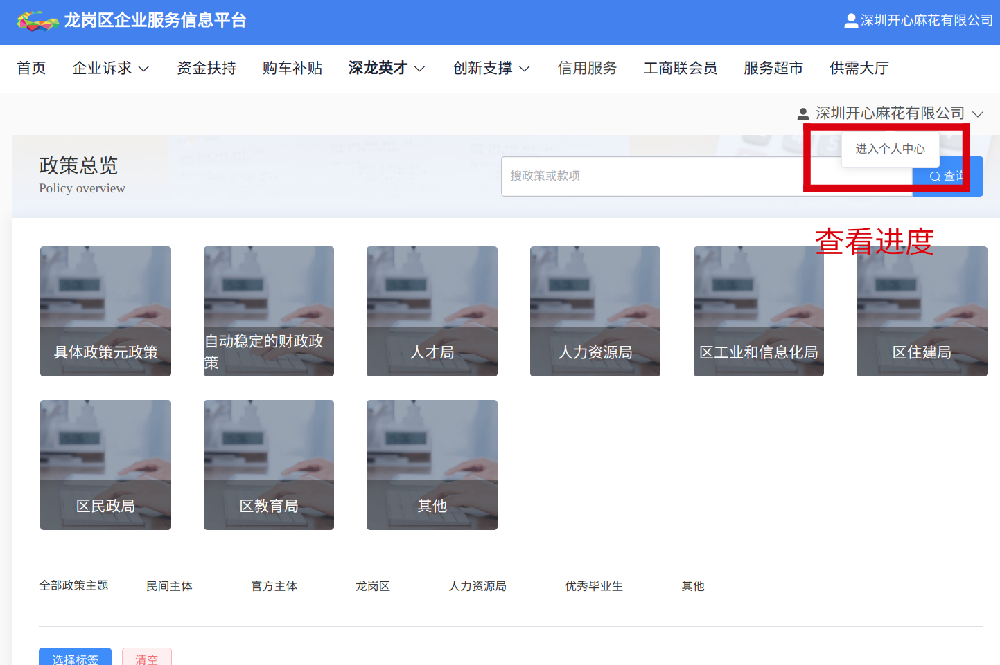 龙岗区企业服务信息平台
深圳开心麻花有限公司
首页 企业诉求 资金扶持 购车补贴 深龙英才 创新支撑 信用服务 工商联会员 服务超市 供需大厅
深圳开心麻花有限公司
进入个人中心
政策总览
Policy overview
搜政策或款项
查询
查看进度
具体政策元政策
自动稳定的财政政
策
人才局
人力资源局
区工业和信息化局
区住建局
区民政局
区教育局
其他
全部政策主题 民间主体 官方主体 龙岗区 人力资源局 优秀毕业生 其他
选择标签 清空